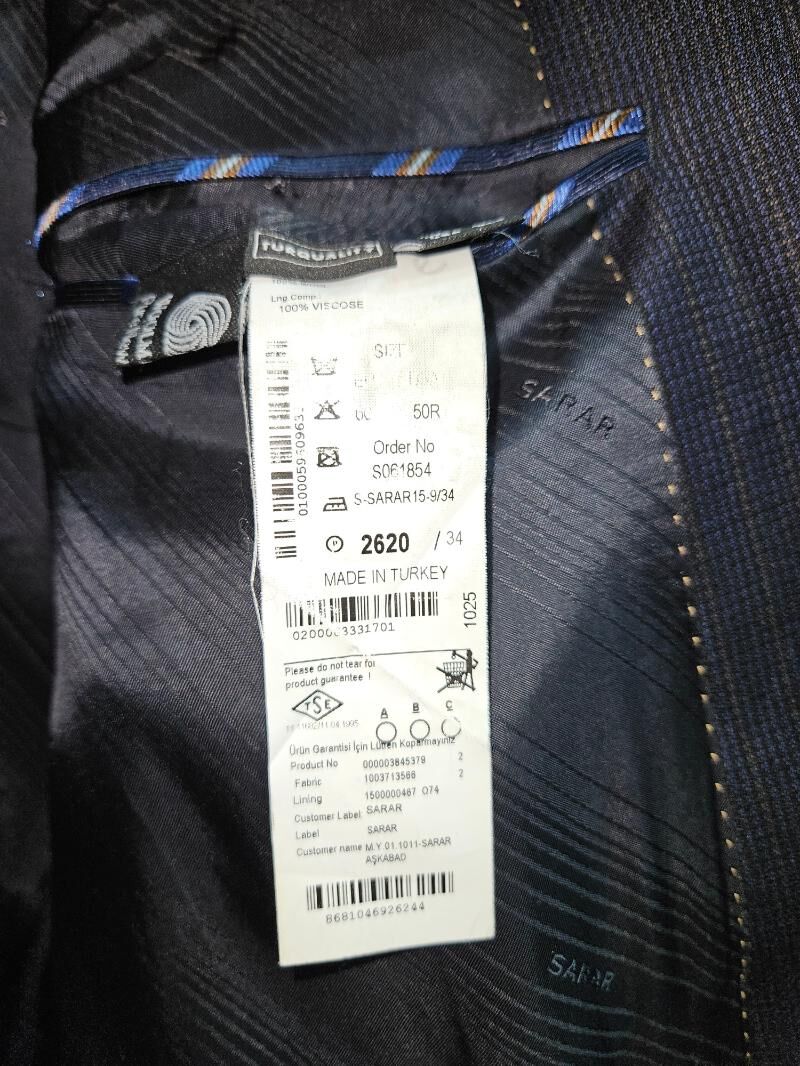 TURQUALITY
Lng Comp.
100% VISCOSE
50R
Order No
S061854
S-SARAR15-9/34
P 2620 / 34
MADE IN TURKEY
1025
Please do not tear for
product guarantee !
TSE
A B C
Ürün Garantisi İçin Lütfen Koparmayınız
Product No 000003845379 2
Fabric 1003713566 2
Lining 1500000467 074
Customer Label SARAR
Label SARAR
Customer name M.Y 01.1011-SARAR
AŞKABAD
8681046926244
SARAR
SARAR